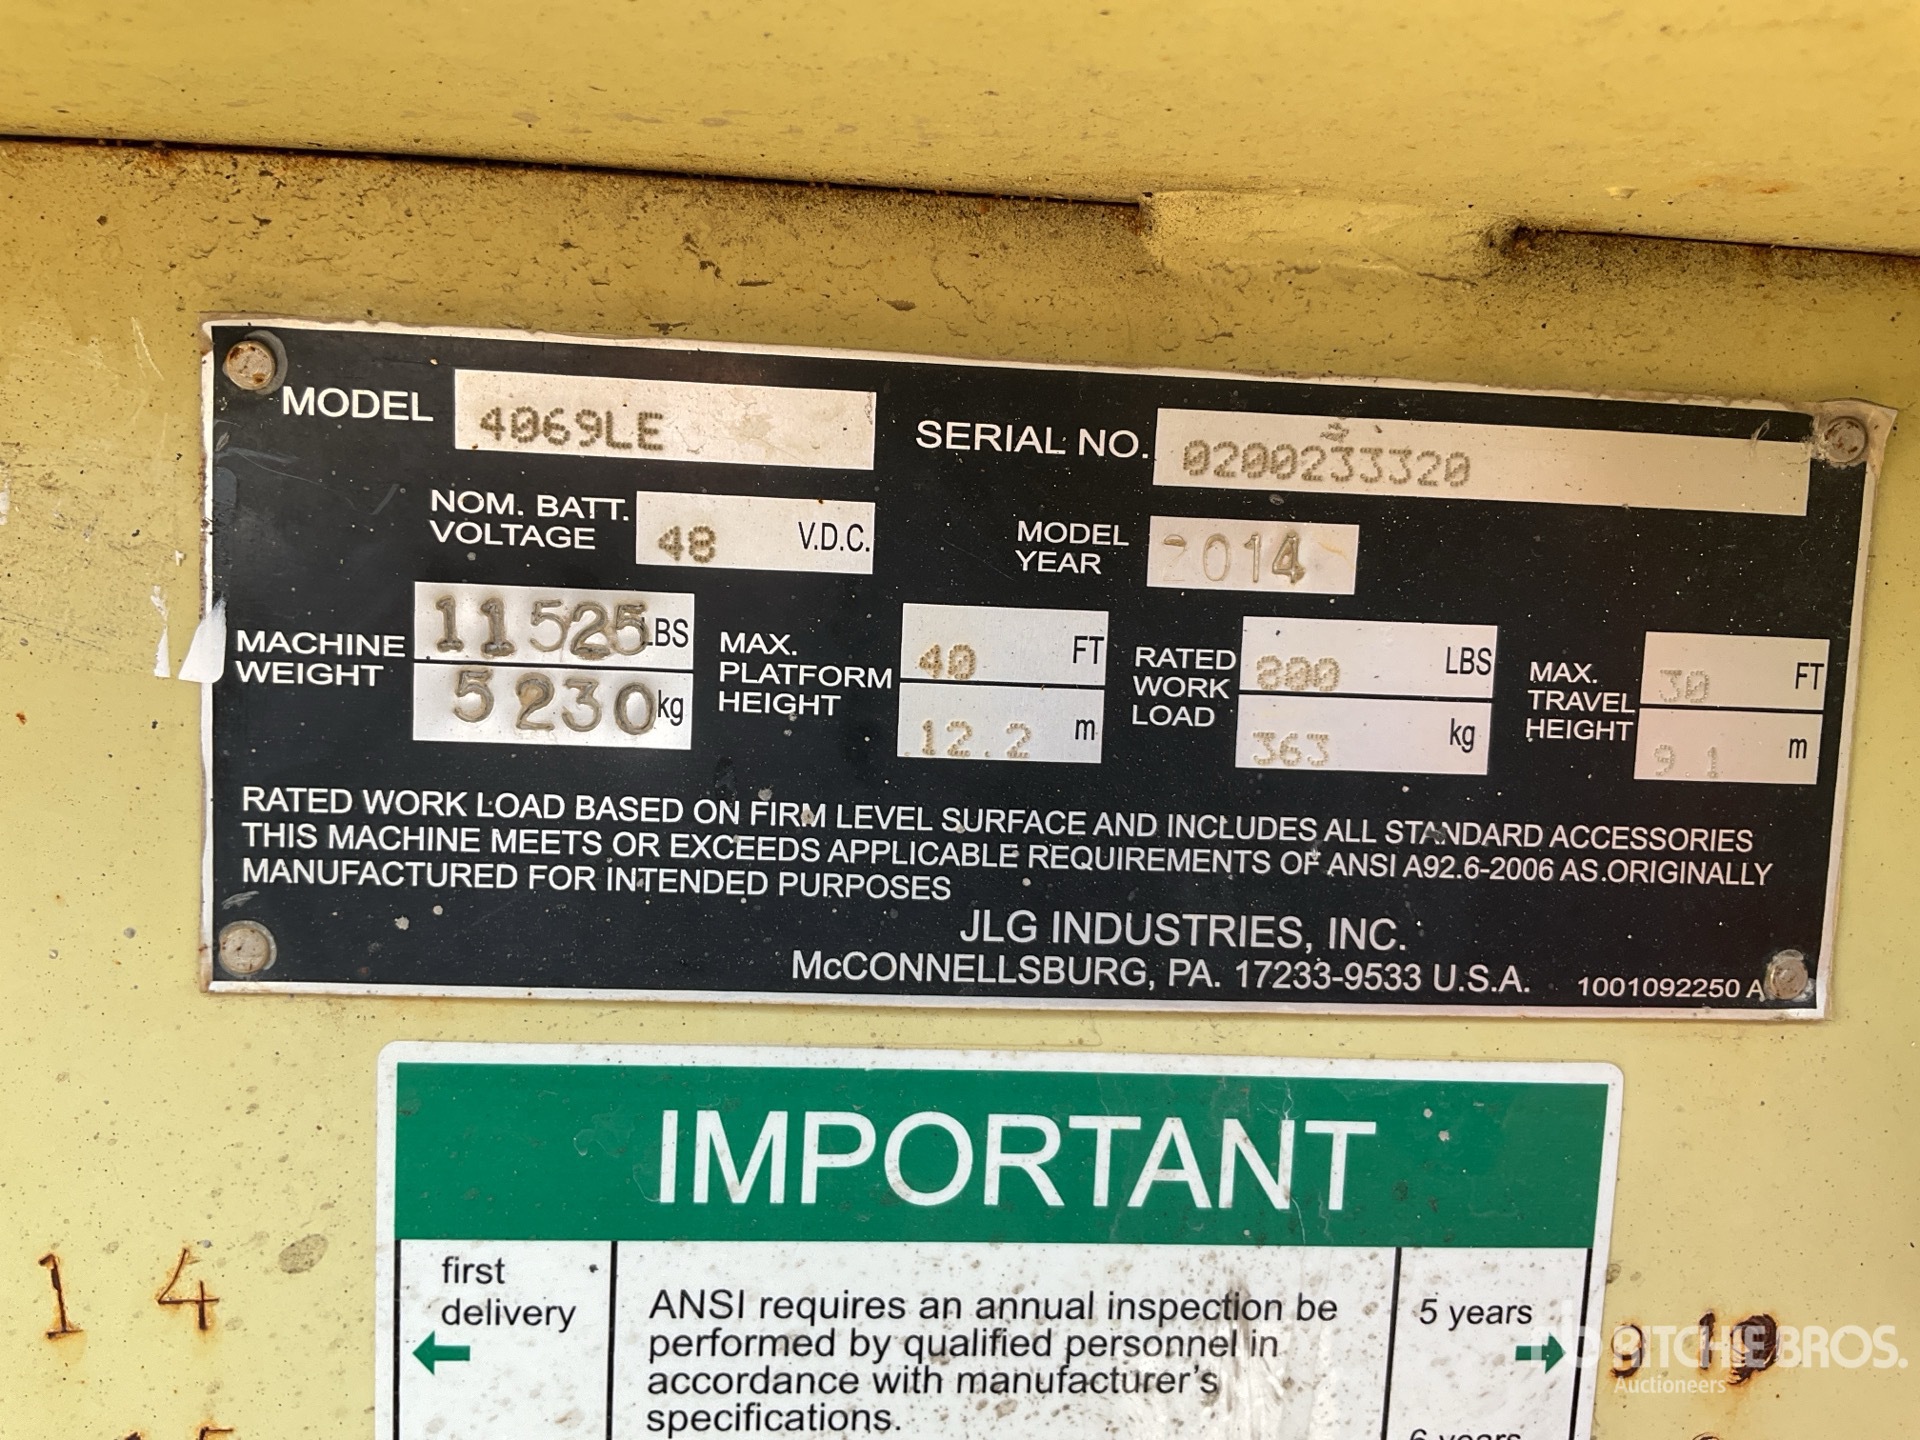 MODEL 4069LE SERIAL NO. 0200233320
NOM. BATT. VOLTAGE 48 V.D.C. MODEL YEAR 2014
MACHINE WEIGHT 11525 LBS 5230 kg MAX. PLATFORM HEIGHT 40 FT 12.2 m RATED WORK LOAD 800 LBS 363 kg MAX. TRAVEL HEIGHT 30 FT 9.1 m
RATED WORK LOAD BASED ON FIRM LEVEL SURFACE AND INCLUDES ALL STANDARD ACCESSORIES
THIS MACHINE MEETS OR EXCEEDS APPLICABLE REQUIREMENTS OF ANSI A92.6-2006 AS ORIGINALLY
MANUFACTURED FOR INTENDED PURPOSES
JLG INDUSTRIES, INC.
McCONNELLSBURG, PA. 17233-9533 U.S.A. 1001092250 A
IMPORTANT
first
delivery
ANSI requires an annual inspection be
performed by qualified personnel in
accordance with manufacturer's
specifications.
5 years
6 years
1 4
RITCHIE BROS.
Auctioneers